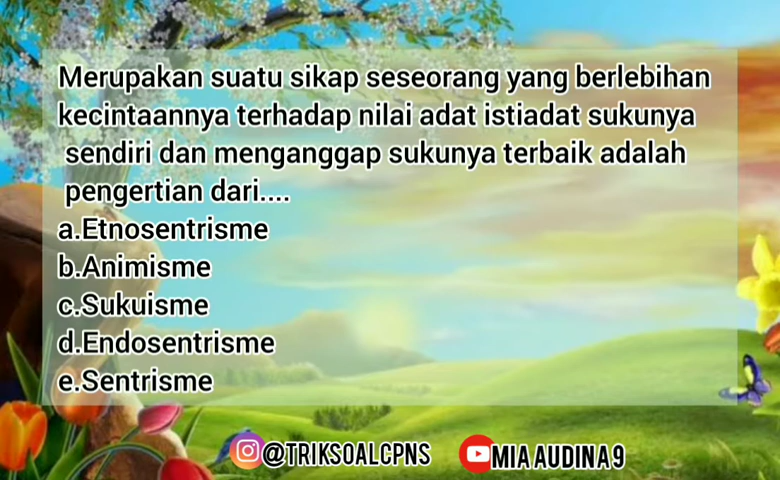 Merupakan suatu sikap seseorang yang berlebihan
kecintaannya terhadap nilai adat istiadat sukunya
sendiri dan menganggap sukunya terbaik adalah
pengertian dari....
a.Etnosentrisme
b.Animisme
c.Sukuisme
d.Endosentrisme
e.Sentrisme
@TRIKSOALCPNS MIA AUDINA 9